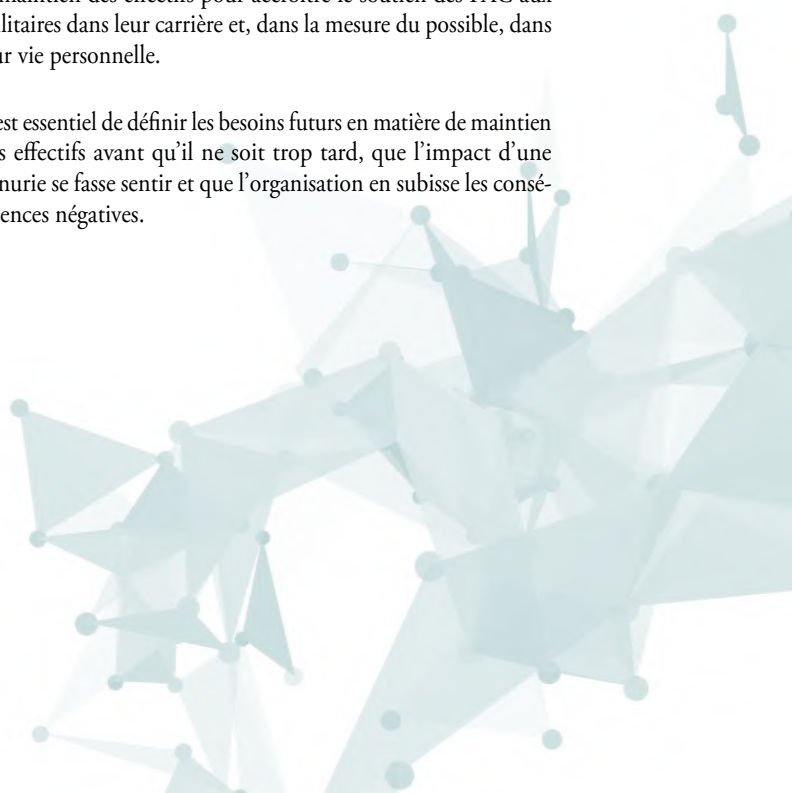 maintien des effectifs pour accroître le soutien des FAC aux
litaires dans leur carrière et, dans la mesure du possible, dans
ur vie personnelle.
est essentiel de définir les besoins futurs en matière de maintien
s effectifs avant qu'il ne soit trop tard, que l'impact d'une
nurie se fasse sentir et que l'organisation en subisse les consé-
ences négatives.